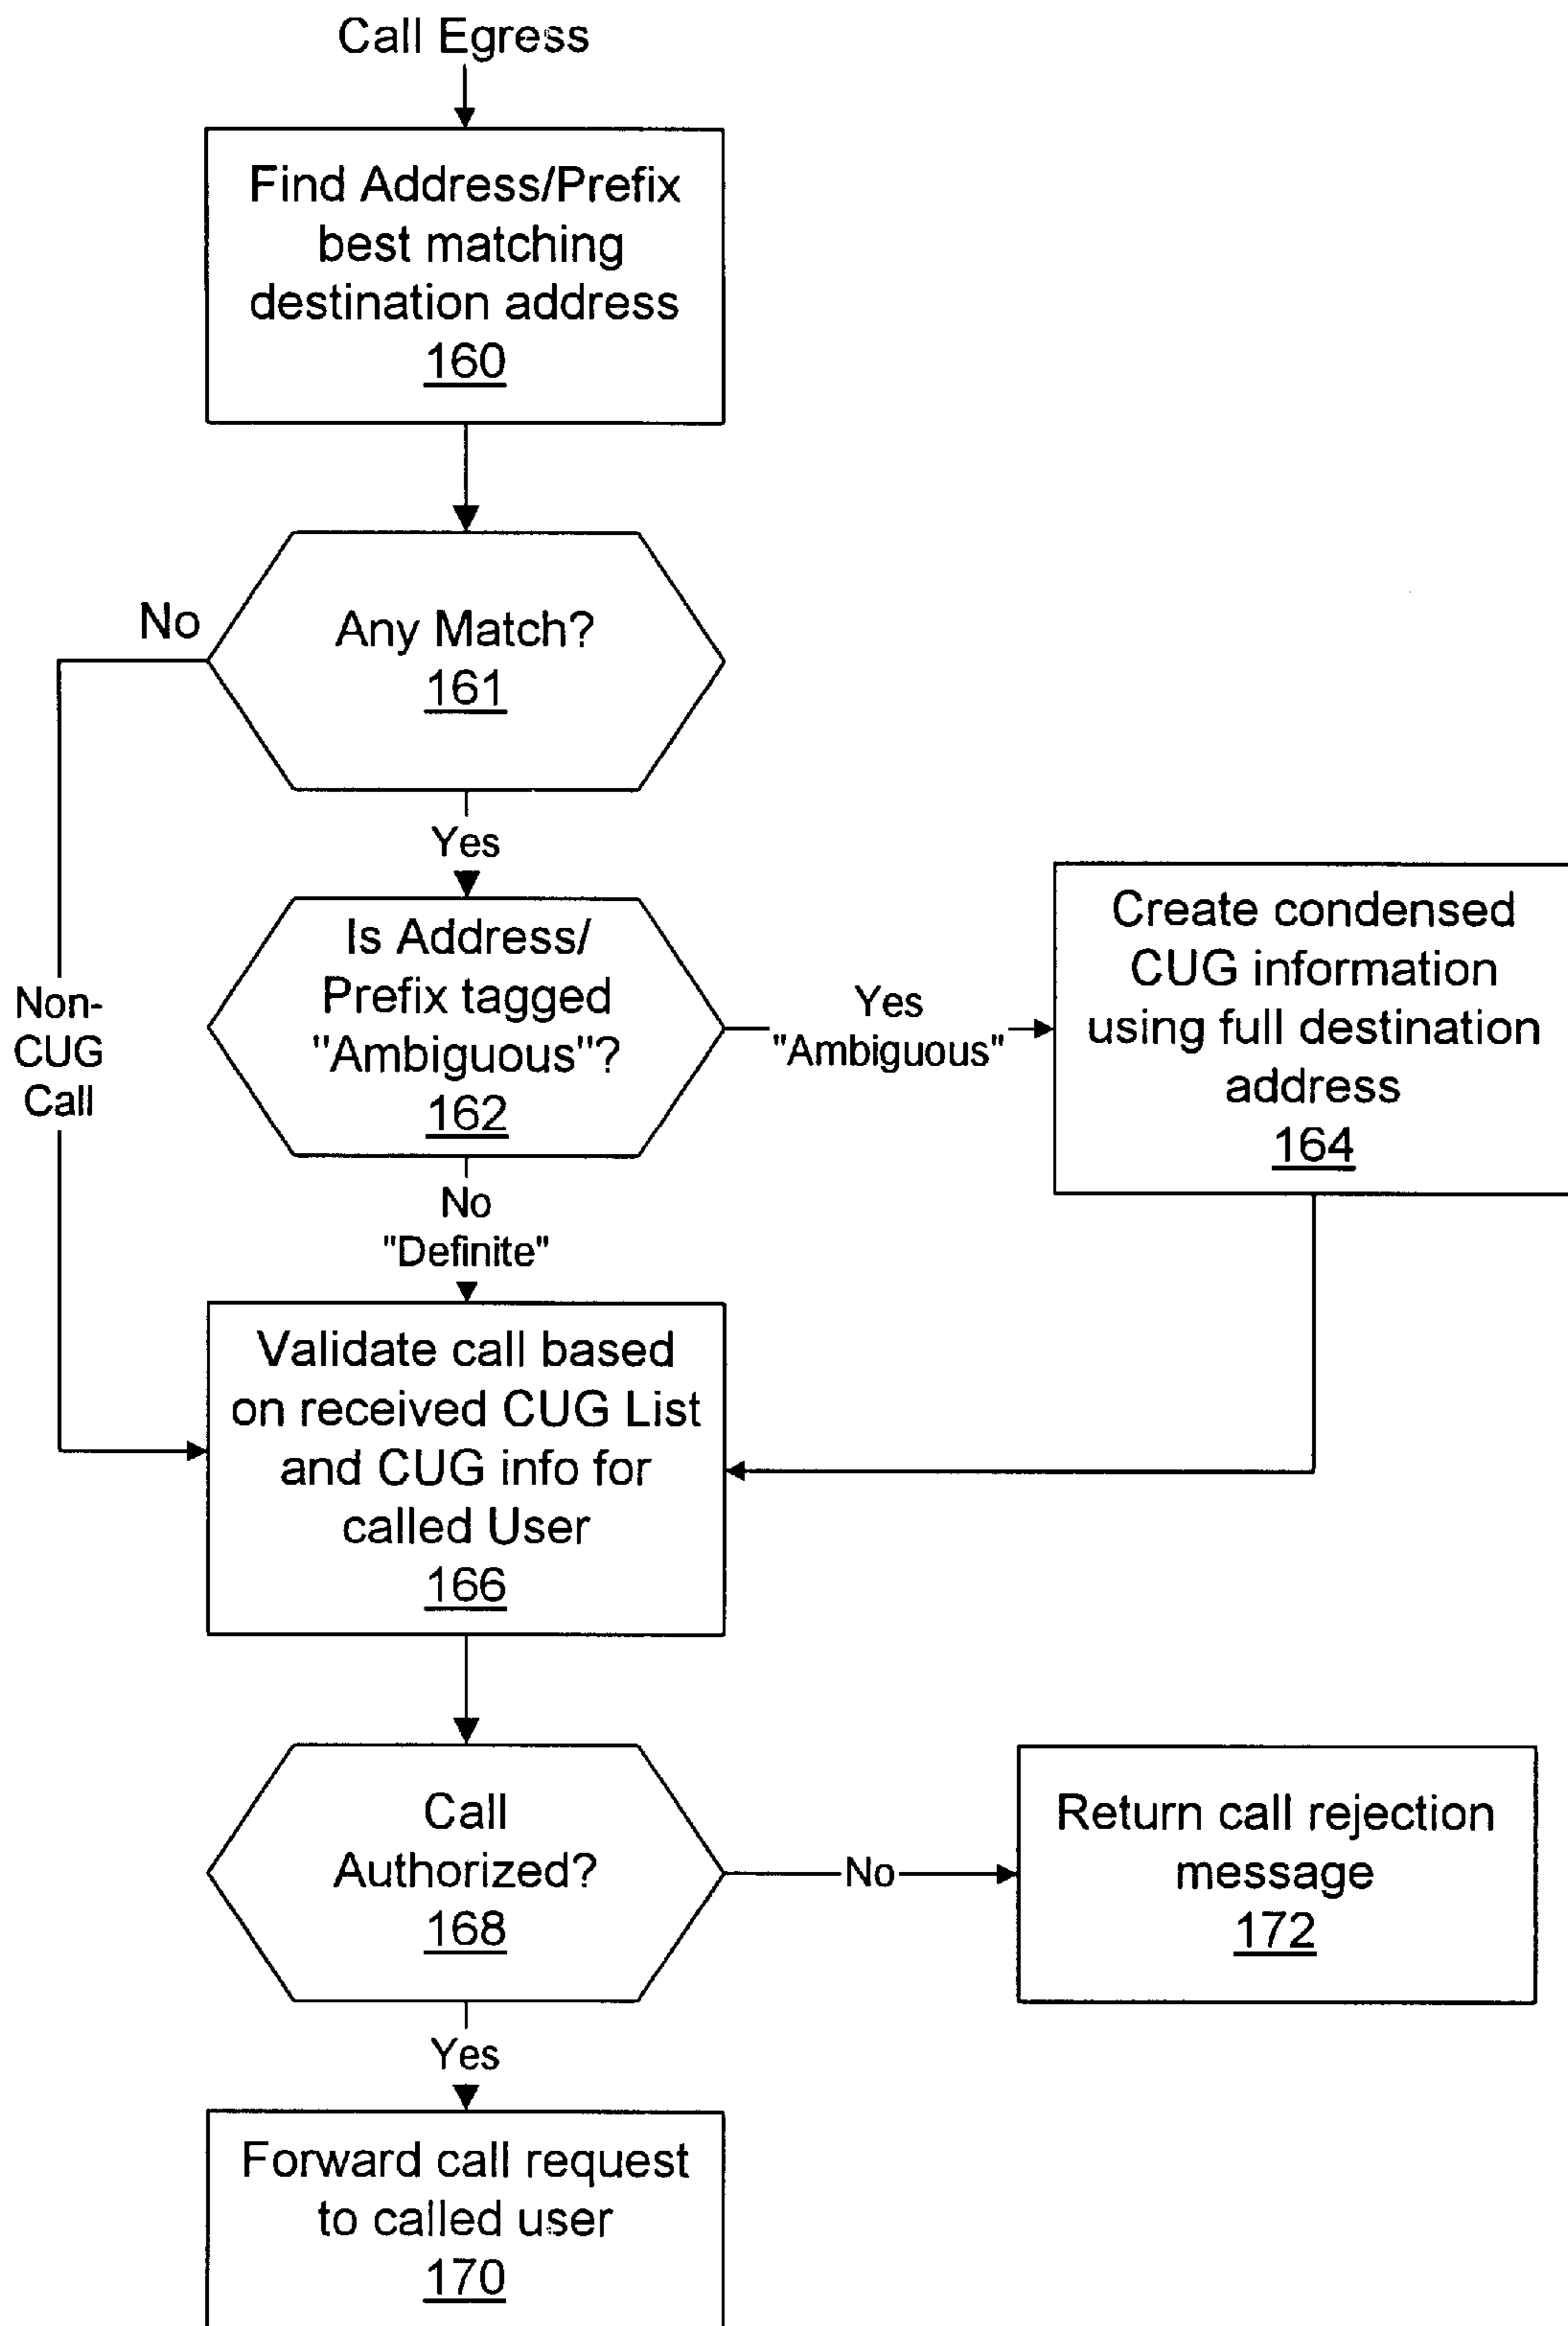 Call Egress
Find Address/Prefix
best matching
destination address
160
No
Any Match?
161
Yes
Is Address/
Prefix tagged
"Ambiguous"?
162
Yes
"Ambiguous"
Create condensed
CUG information
using full destination
address
164
Non-
CUG
Call
No
"Definite"
Validate call based
on received CUG List
and CUG info for
called User
166
Call
Authorized?
168
No
Return call rejection
message
172
Yes
Forward call request
to called user
170